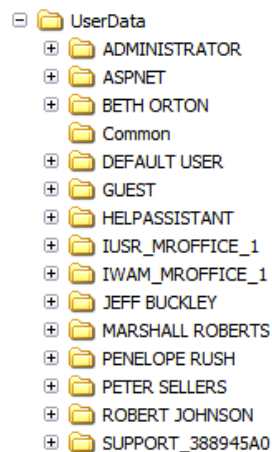 UserData
ADMINISTRATOR
ASPNET
BETH ORTON
Common
DEFAULT USER
GUEST
HELPASSISTANT
IUSR_MROFFICE_1
IWAM_MROFFICE_1
JEFF BUCKLEY
MARSHALL ROBERTS
PENELOPE RUSH
PETER SELLERS
ROBERT JOHNSON
SUPPORT_388945A0